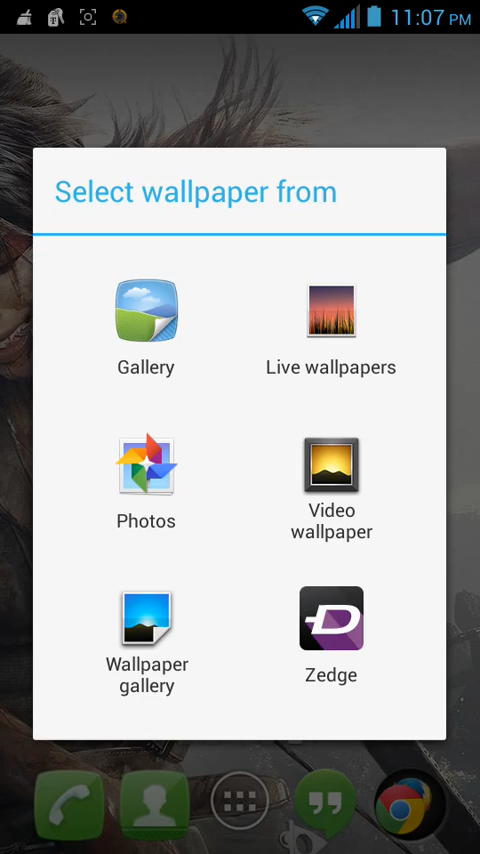 11:07 PM
Select wallpaper from
Gallery
Live wallpapers
Photos
Video
wallpaper
Wallpaper
gallery
Zedge